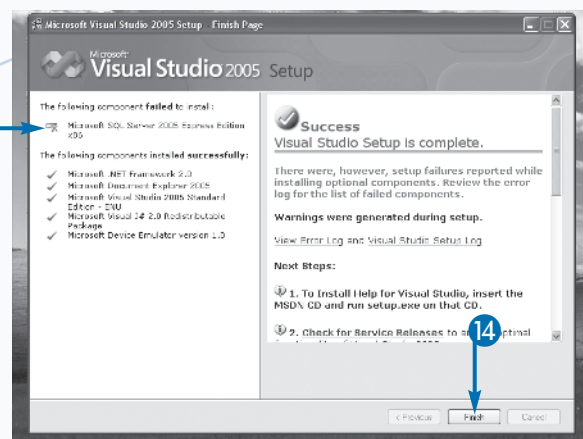 Microsoft Visual Studio 2005 Setup - Finish Page
Microsoft
Visual Studio 2005 Setup
The following component failed to install:
Microsoft SQL Server 2005 Express Edition
x86
The following components installed successfully:
Microsoft .NET Framework 2.0
Microsoft Document Explorer 2005
Microsoft Visual Studio 2005 Standard
Edition - ENU
Microsoft Visual J# 2.0 Redistributable
Package
Microsoft Device Emulator version 1.0
Success
Visual Studio Setup is complete.
There were, however, setup failures reported while
installing optional components. Review the error
log for the list of failed components.
Warnings were generated during setup.
View Error Log and Visual Studio Setup Log
Next Steps:
1. To Install Help for Visual Studio, insert the
MSDN CD and run setup.exe on that CD.
2. Check for Service Releases to optimal
14
< Previous Finish Cancel